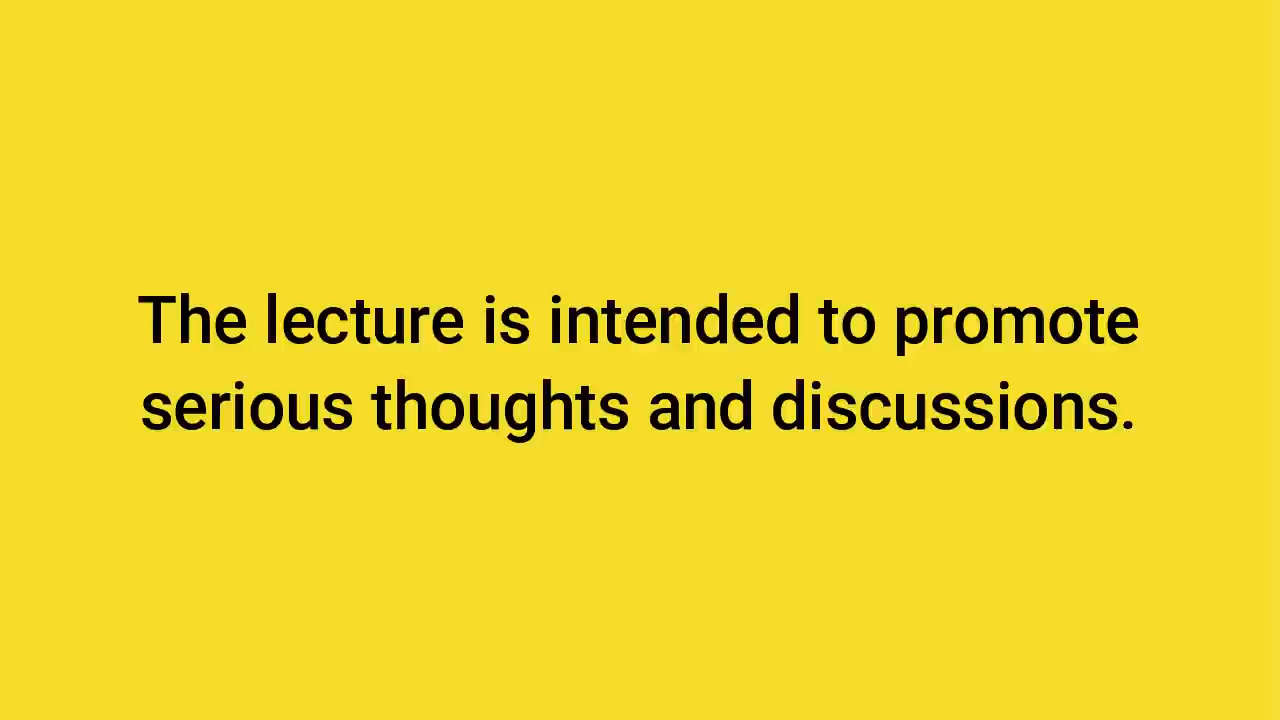 The lecture is intended to promote
serious thoughts and discussions.